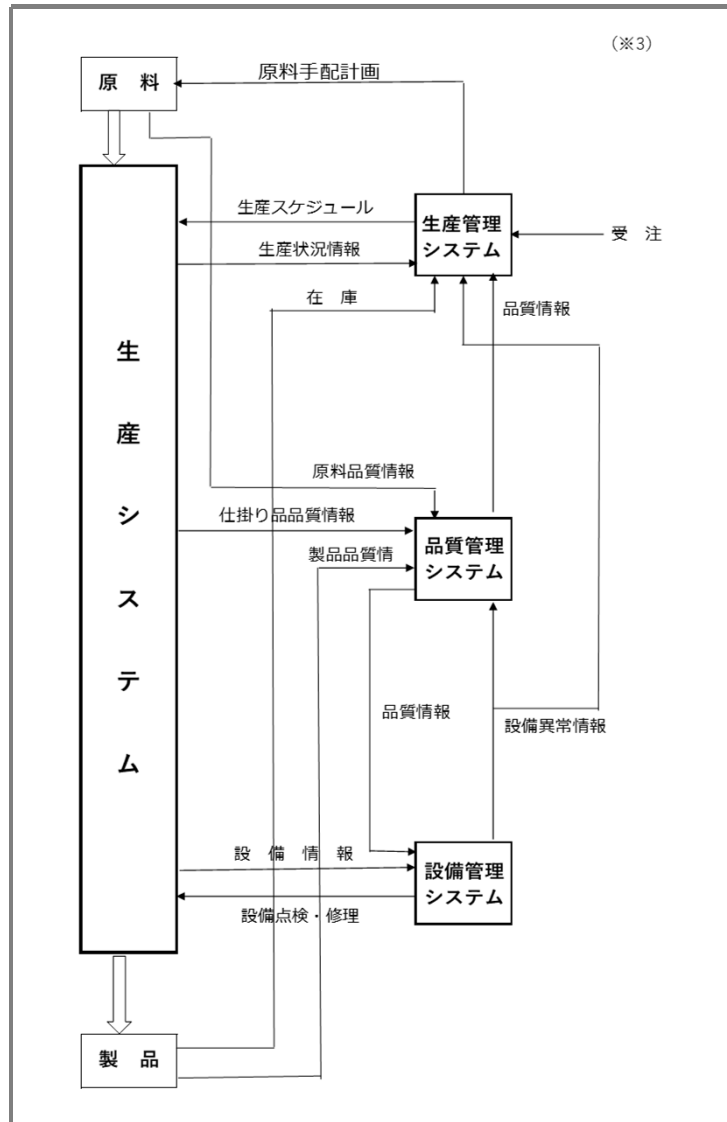 (※3)
原料手配計画
原 料
生産スケジュール
生産管理
システム
受 注
生産状況情報
在 庫
品質情報
生産システム
原料品質情報
仕掛り品品質情報
品質管理
システム
製品品質情
品質情報
設備異常情報
設 備 情 報
設備管理
システム
設備点検・修理
製 品